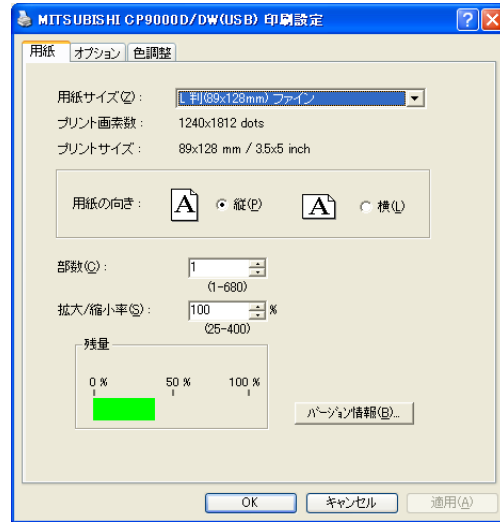 MITSUBISHI CP9000D/DW(USB) 印刷設定
用紙 オプション 色調整
用紙サイズ(Z): L 判(89x128mm) ファイン
プリント画素数: 1240x1812 dots
プリントサイズ: 89x128 mm / 3.5x5 inch
用紙の向き: A 縦(P) A 横(L)
部数(C): 1
(1-680)
拡大/縮小率(S): 100 %
(25-400)
残量
0 % 50 % 100 %
バージョン情報(B)...
OK キャンセル 適用(A)